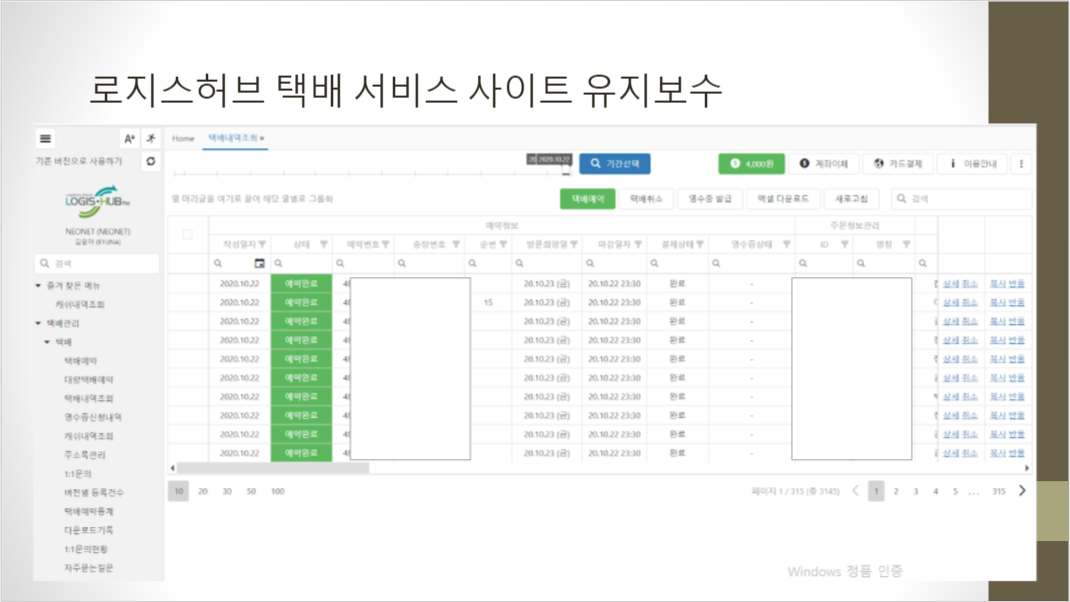 로지스허브 택배 서비스 사이트 유지보수
A+
Home 택배내역조회 ×
기존 버전으로 사용하기
20 2020.10.22 기간선택 4,000원 계좌이체 카드결제 이용안내
열 머리글을 여기로 끌어 해당 열별로 그룹화 택배예약 택배취소 영수증 발급 엑셀 다운로드 새로고침 검색
LOGIS HUB
NEONET (NEONET)
검색
예약정보 주문정보관리
작성일자 상태 예약번호 송장번호 순번 방문희망일 마감일자 결제상태 영수증상태 ID 명칭
즐겨 찾은 메뉴
캐쉬내역조회
택배관리
택배
택배예약
대량택배예약
택배내역조회
영수증신청내역
캐쉬내역조회
주소록관리
1:1문의
버전별 등록건수
택배예약통계
다운로드기록
1:1문의현황
자주묻는질문
2020.10.22 예약완료 48 20.10.23 (금) 20.10.22 23:30 완료 - 상세 취소 복사 반품
2020.10.22 예약완료 48 15 20.10.23 (금) 20.10.22 23:30 완료 - 상세 취소 복사 반품
2020.10.22 예약완료 48 20.10.23 (금) 20.10.22 23:30 완료 - 상세 취소 복사 반품
2020.10.22 예약완료 48 20.10.23 (금) 20.10.22 23:30 완료 - 상세 취소 복사 반품
2020.10.22 예약완료 48 20.10.23 (금) 20.10.22 23:30 완료 - 상세 취소 복사 반품
2020.10.22 예약완료 48 20.10.23 (금) 20.10.22 23:30 완료 - 상세 취소 복사 반품
2020.10.22 예약완료 48 20.10.23 (금) 20.10.22 23:30 완료 - 상세 취소 복사 반품
2020.10.22 예약완료 48 20.10.23 (금) 20.10.22 23:30 완료 - 상세 취소 복사 반품
2020.10.22 예약완료 48 20.10.23 (금) 20.10.22 23:30 완료 - 상세 취소 복사 반품
2020.10.22 예약완료 48 20.10.23 (금) 20.10.22 23:30 완료 - 상세 취소 복사 반품
10 20 30 50 100 페이지 1 / 315 (총 3145) 1 2 3 4 5 ... 315
Windows 정품 인증